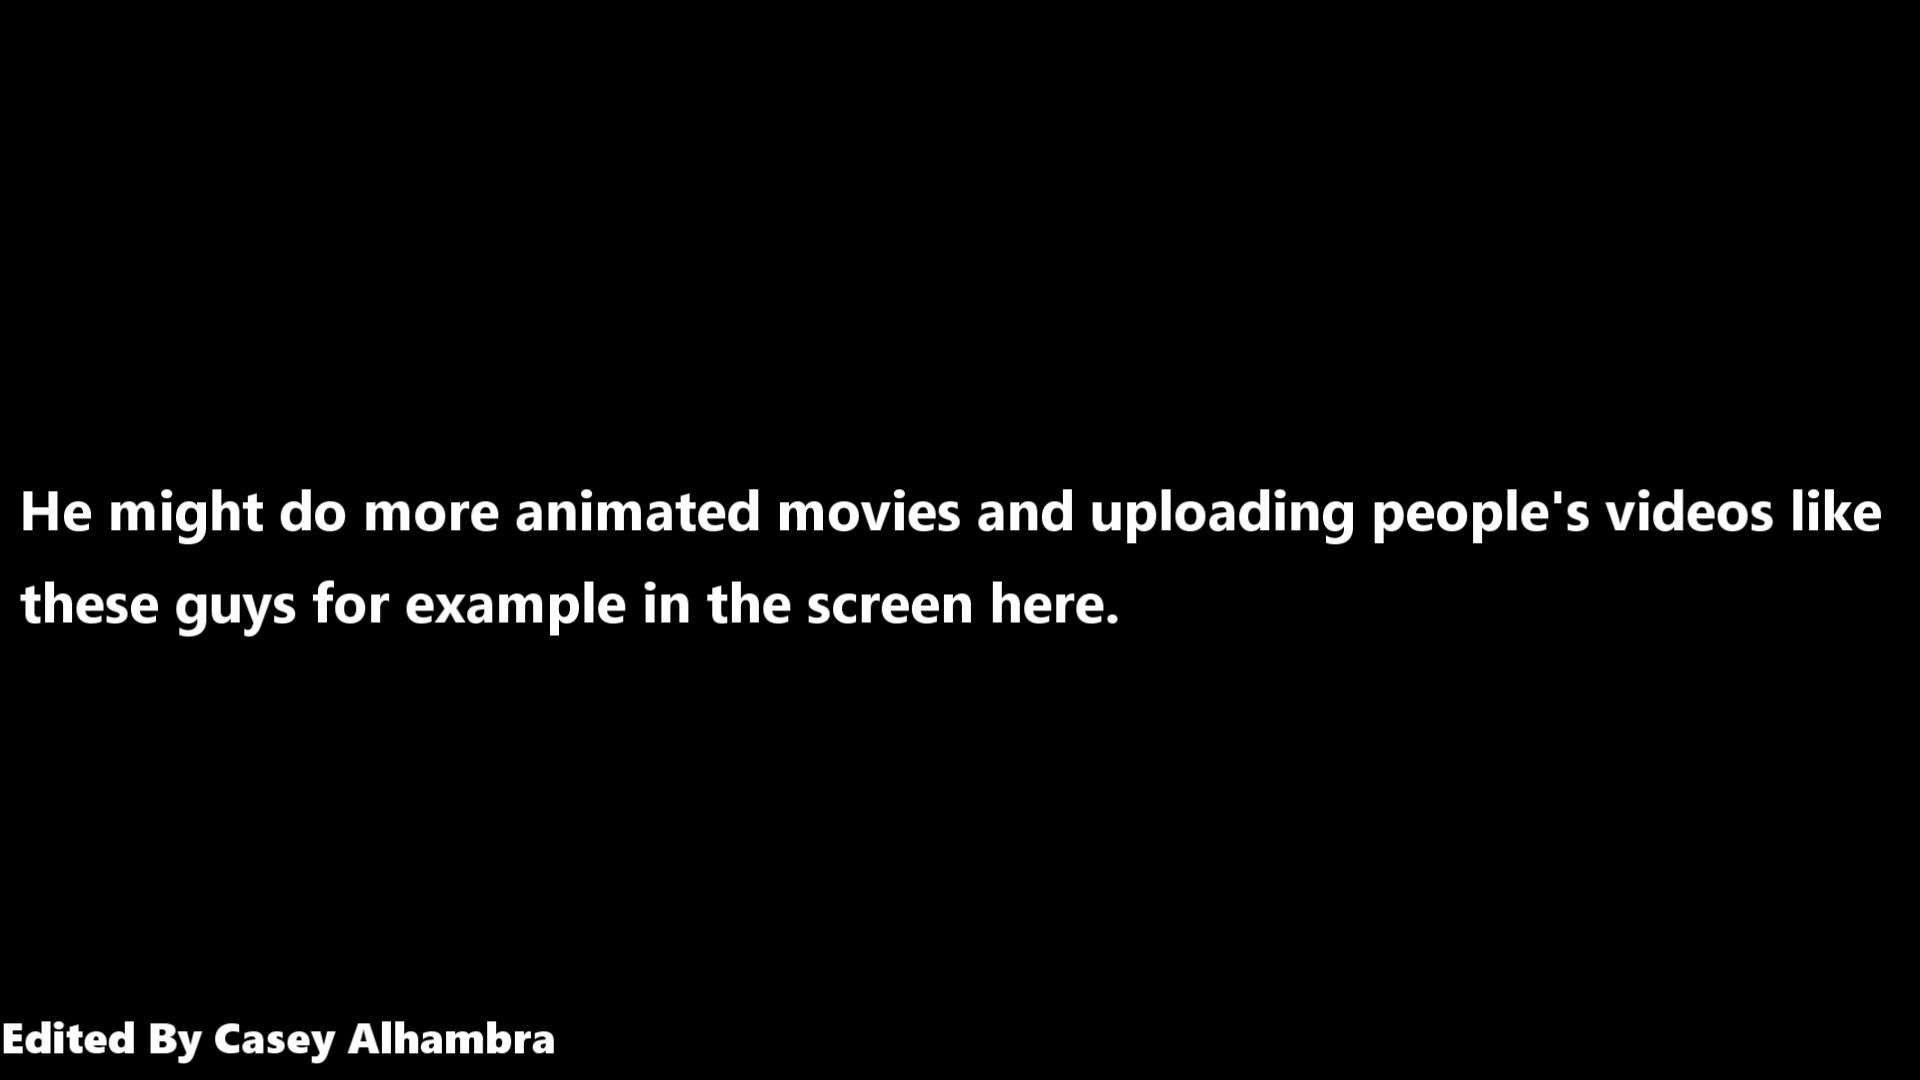 He might do more animated movies and uploading people's videos like
these guys for example in the screen here.
Edited By Casey Alhambra